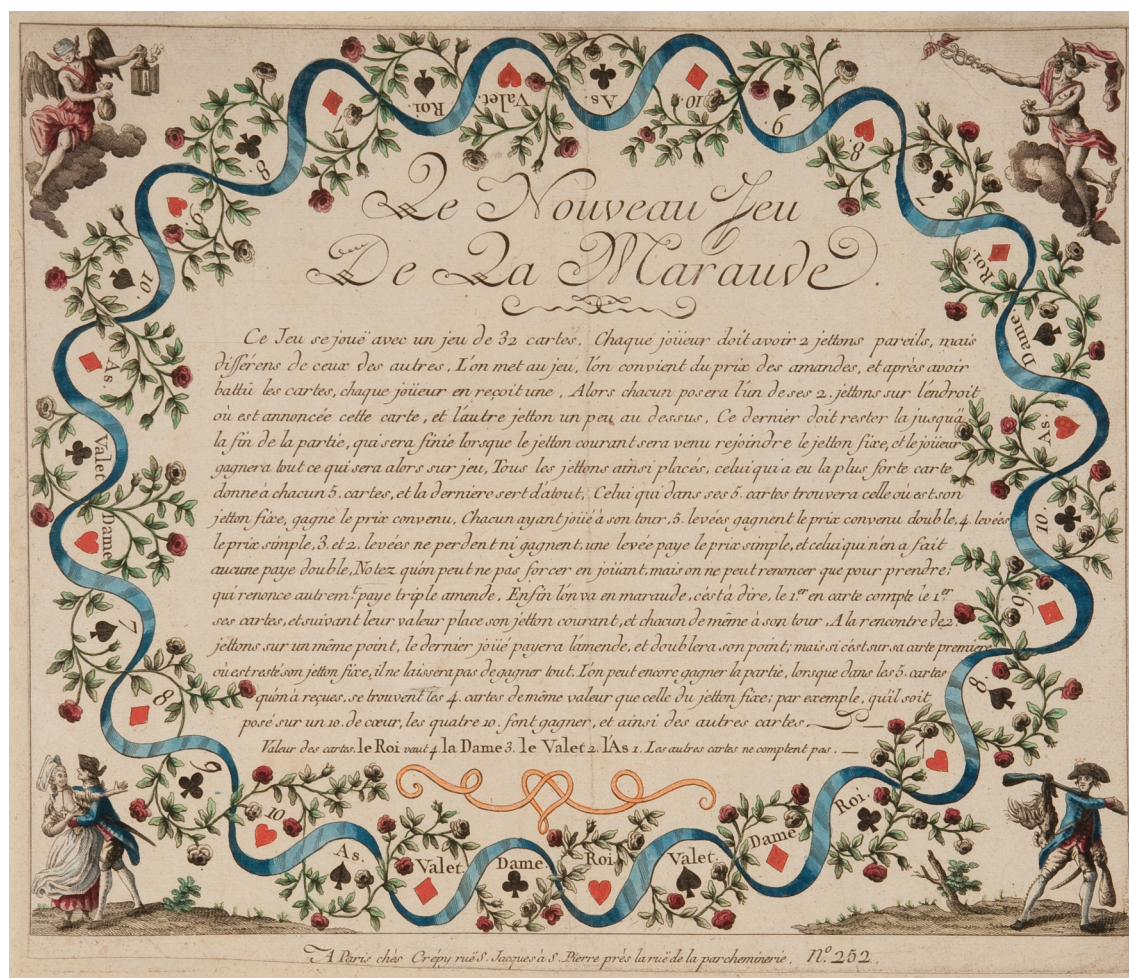 Le Nouveau Jeu
De La Maraude.
Ce Jeu se joüe avec un jeu de 32 cartes. Chaque joüeur doit avoir 2 jettons pareils, mais
différens de ceux des autres, L'on met au jeu, l'on convient du prix des amandes, et après avoir
battû les cartes, chaque joüeur en reçoit une, Alors chacun posera l'un de ses 2. jettons sur l'endroit
où est annoncée cette carte, et l'autre jetton un peu au dessus, Ce dernier doit rester la jusqu'à
la fin de la partie, qui sera finie lorsque le jetton courant sera venu rejoindre le jetton fixe, et le joüeur
gagnera tout ce qui sera alors sur jeu, Tous les jettons ainsi placés, celui qui a eu la plus forte carte
donne à chacun 5. cartes, et la derniere sert d'atout, Celui qui dans ses 5. cartes trouvera celle où est son
jetton fixe, gagne le prix convenu, Chacun ayant joüé à son tour, 5. levées gagnent le prix convenu double, 4. levées
le prix simple, 3. et 2. levées ne perdent ni gagnent, une levée paye le prix simple, et celui qui n'en a fait
aucune paye double, Notez qu'on peut ne pas forcer en joüant, mais on ne peut renoncer que pour prendre;
qui renonce autrem.t paye triple amende, Enfin l'on va en maraude, c'est à dire, le 1.er en carte compte le 1.er
ses cartes, et suivant leur valeur place son jetton courant, et chacun de même à son tour. A la rencontre de 2
jettons sur un même point, le dernier joüé payera l'amende, et doublera son point; mais si c'est sur sa carte premiere
où est resté son jetton fixe, il ne laissera pas de gagner tout. L'on peut encore gagner la partie, lorsque dans les 5. cartes
qu'on à reçues, se trouvent les 4. cartes de même valeur que celle du jetton fixe; par exemple, qu'il soit
posé sur un 10. de cœur, les quatre 10. font gagner, et ainsi des autres cartes.
Valeur des cartes. le Roi vaut 4 la Dame 3. le Valet 2. l'As 1. Les autres cartes ne comptent pas.
Roi.
Valet.
As.
10.
9.
8.
7
Roi.
Dame.
As.
10.
9
8
7
Roi.
Dame
Valet.
Roi.
Dame
Valet.
As.
10
9
8
7
Dame
Valet
As.
10
9
8
7
A Paris chés Crépy ruë S. Jacques à S. Pierre prés la ruë de la parcheminerie, N.º 252.